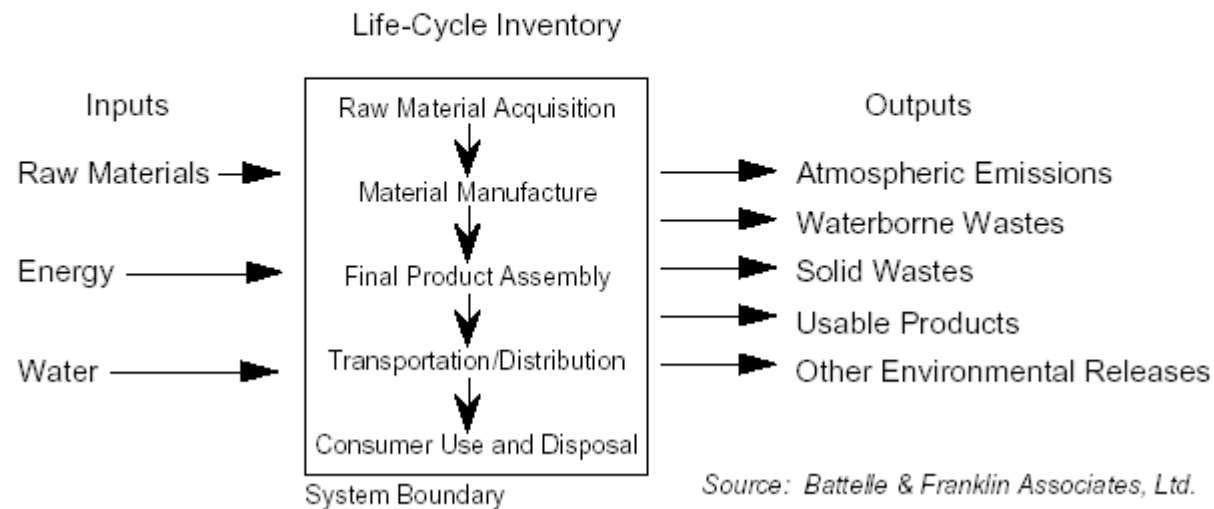 Life-Cycle Inventory
Inputs
Raw Materials
Energy
Water
Raw Material Acquisition
Material Manufacture
Final Product Assembly
Transportation/Distribution
Consumer Use and Disposal
System Boundary
Outputs
Atmospheric Emissions
Waterborne Wastes
Solid Wastes
Usable Products
Other Environmental Releases
Source: Battelle & Franklin Associates, Ltd.